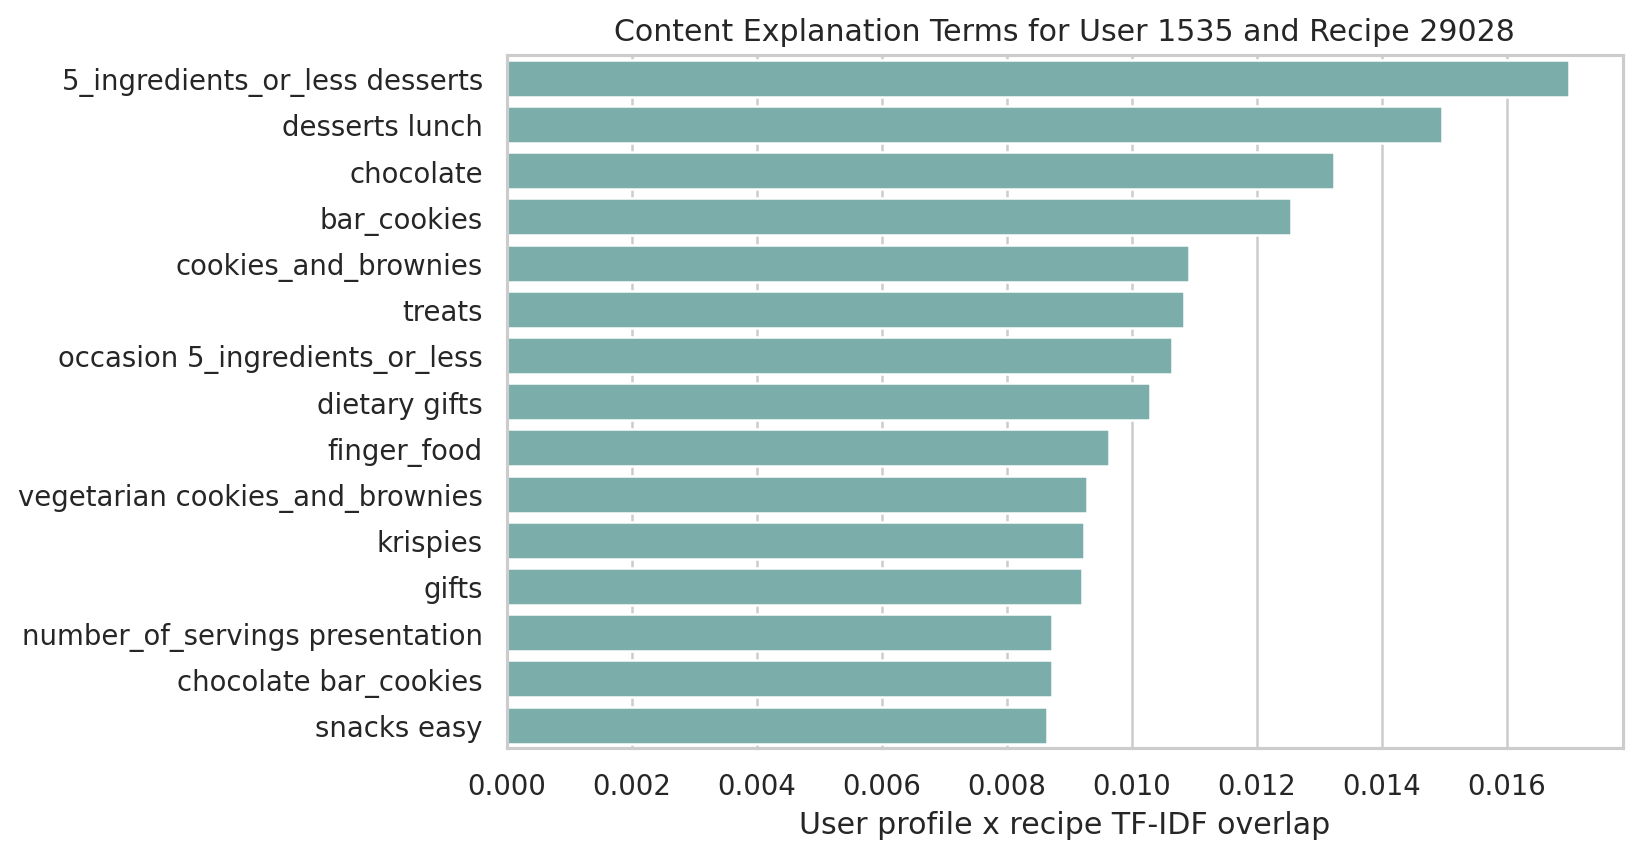 Content Explanation Terms for User 1535 and Recipe 29028
5_ingredients_or_less desserts
desserts lunch
chocolate
bar_cookies
cookies_and_brownies
treats
occasion 5_ingredients_or_less
dietary gifts
finger_food
vegetarian cookies_and_brownies
krispies
gifts
number_of_servings presentation
chocolate bar_cookies
snacks easy
0.000 0.002 0.004 0.006 0.008 0.010 0.012 0.014 0.016
User profile x recipe TF-IDF overlap